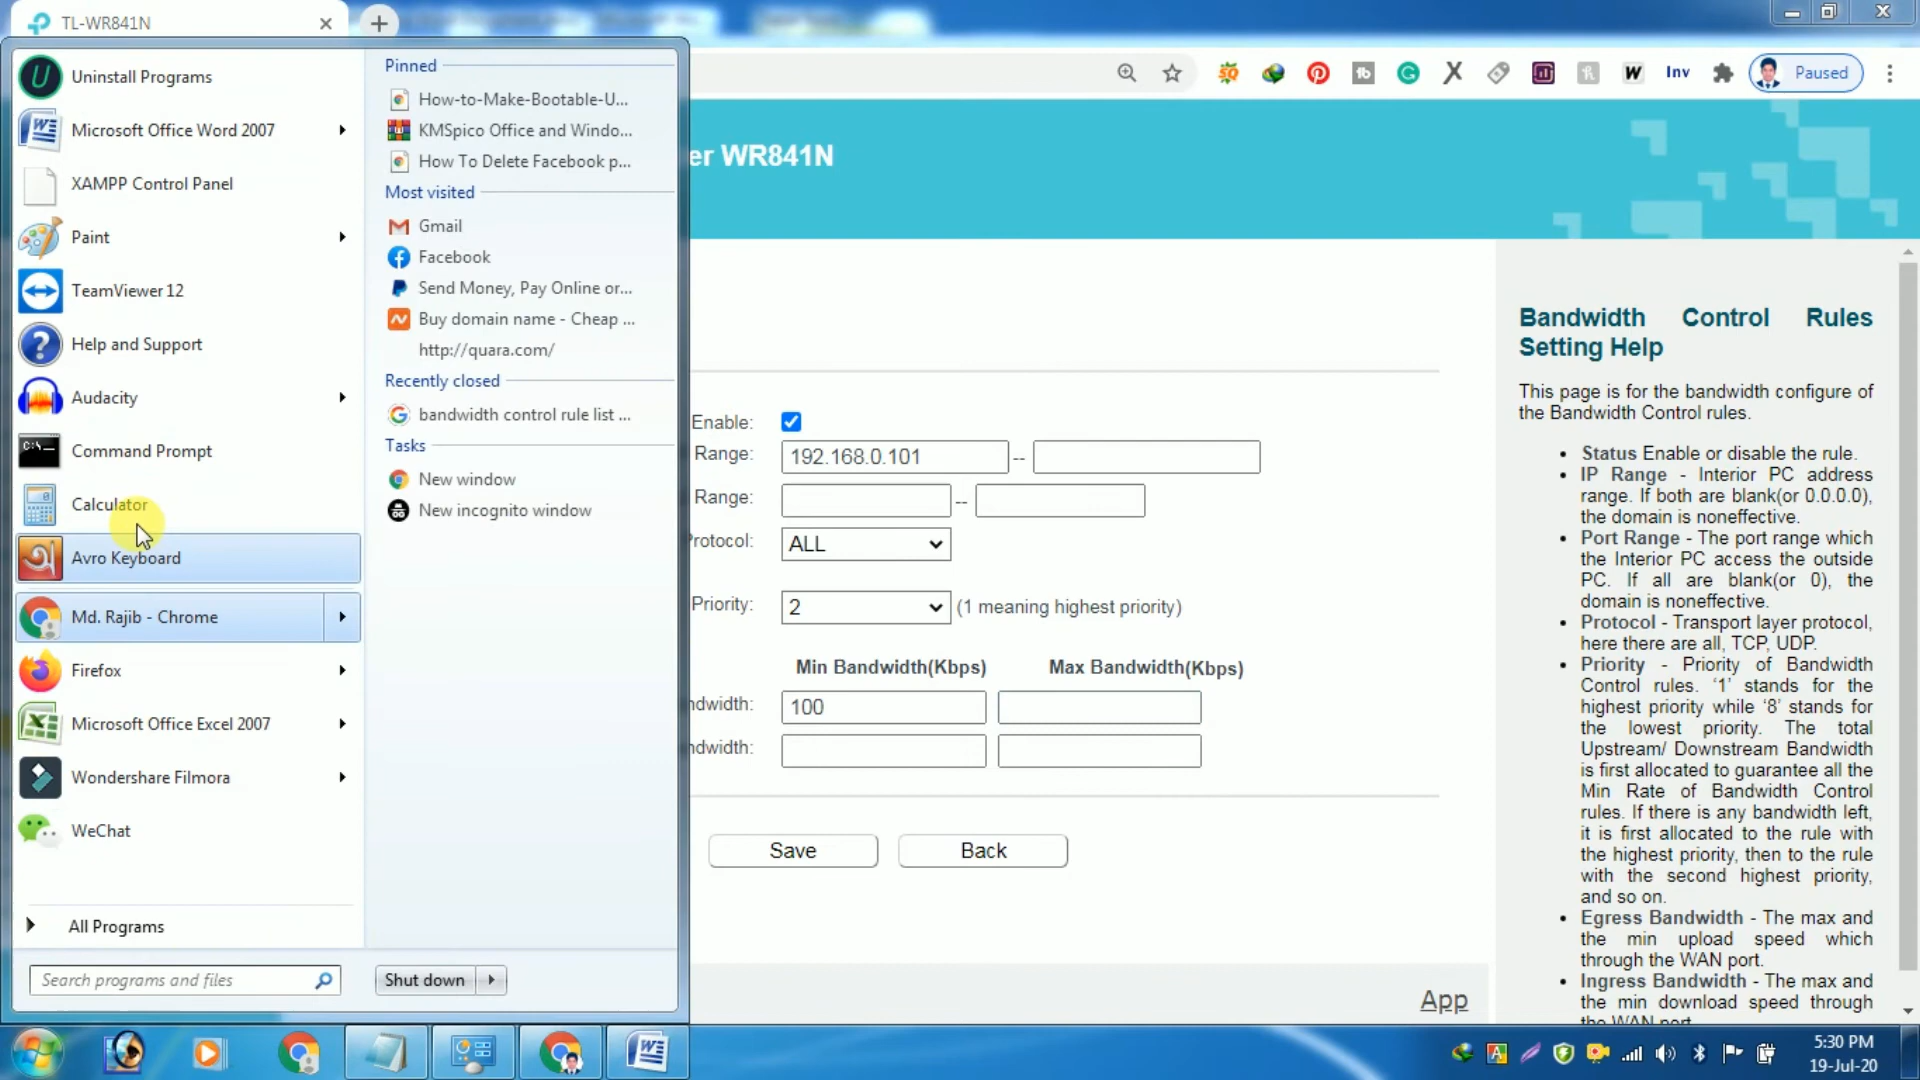 TL-WR841N
Paused
Inv
er WR841N
Uninstall Programs
Microsoft Office Word 2007
XAMPP Control Panel
Paint
TeamViewer 12
Help and Support
Audacity
Command Prompt
Calculator
Avro Keyboard
Md. Rajib - Chrome
Firefox
Microsoft Office Excel 2007
Wondershare Filmora
WeChat
All Programs
Search programs and files
Shut down
Pinned
How-to-Make-Bootable-U...
KMSpico Office and Windo...
How To Delete Facebook p...
Most visited
Gmail
Facebook
Send Money, Pay Online or...
Buy domain name - Cheap ...
http://quara.com/
Recently closed
bandwidth control rule list ...
Tasks
New window
New incognito window
Enable:
Range: 192.168.0.101 --
Range: --
rotocol: ALL
Priority: 2 (1 meaning highest priority)
Min Bandwidth(Kbps) Max Bandwidth(Kbps)
ndwidth: 100
ndwidth:
Save Back
App
Bandwidth Control Rules
Setting Help
This page is for the bandwidth configure of
the Bandwidth Control rules.
• Status Enable or disable the rule.
• IP Range - Interior PC address
range. If both are blank(or 0.0.0.0),
the domain is noneffective.
• Port Range - The port range which
the Interior PC access the outside
PC. If all are blank(or 0), the
domain is noneffective.
• Protocol - Transport layer protocol,
here there are all, TCP, UDP.
• Priority - Priority of Bandwidth
Control rules. ‘1’ stands for the
highest priority while ‘8’ stands for
the lowest priority. The total
Upstream/ Downstream Bandwidth
is first allocated to guarantee all the
Min Rate of Bandwidth Control
rules. If there is any bandwidth left,
it is first allocated to the rule with
the highest priority, then to the rule
with the second highest priority,
and so on.
• Egress Bandwidth - The max and
the min upload speed which
through the WAN port.
• Ingress Bandwidth - The max and
the min download speed through
the WAN port
5:30 PM
19-Jul-20